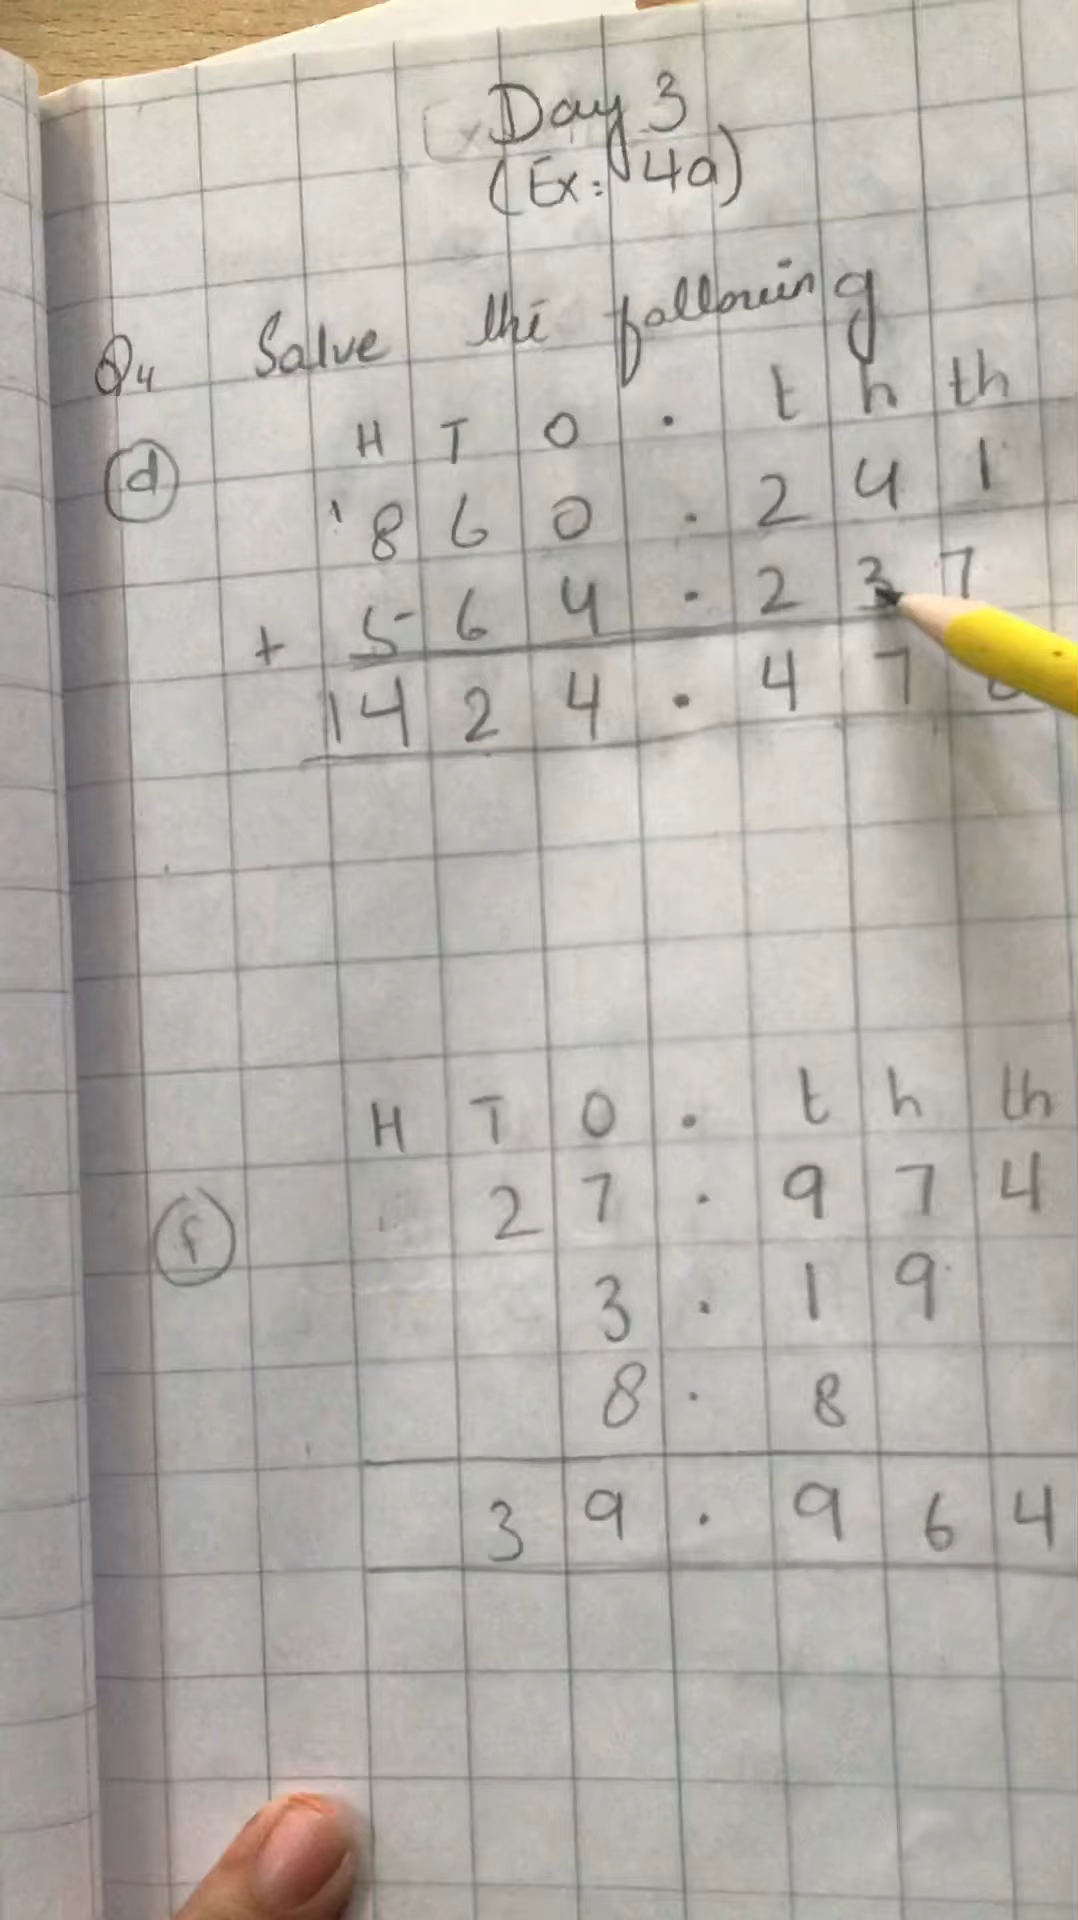 Day 3
(Ex: 4a)
Q4 Solve the following
H T O . t h th
(d) 1 8 6 0 . 2 4 1
+ 5 6 4 . 2 3 7
14 2 4 . 4 7
H T O . t h th
(f) 2 7 . 9 7 4
3 . 1 9
8 . 8
3 9 . 9 6 4